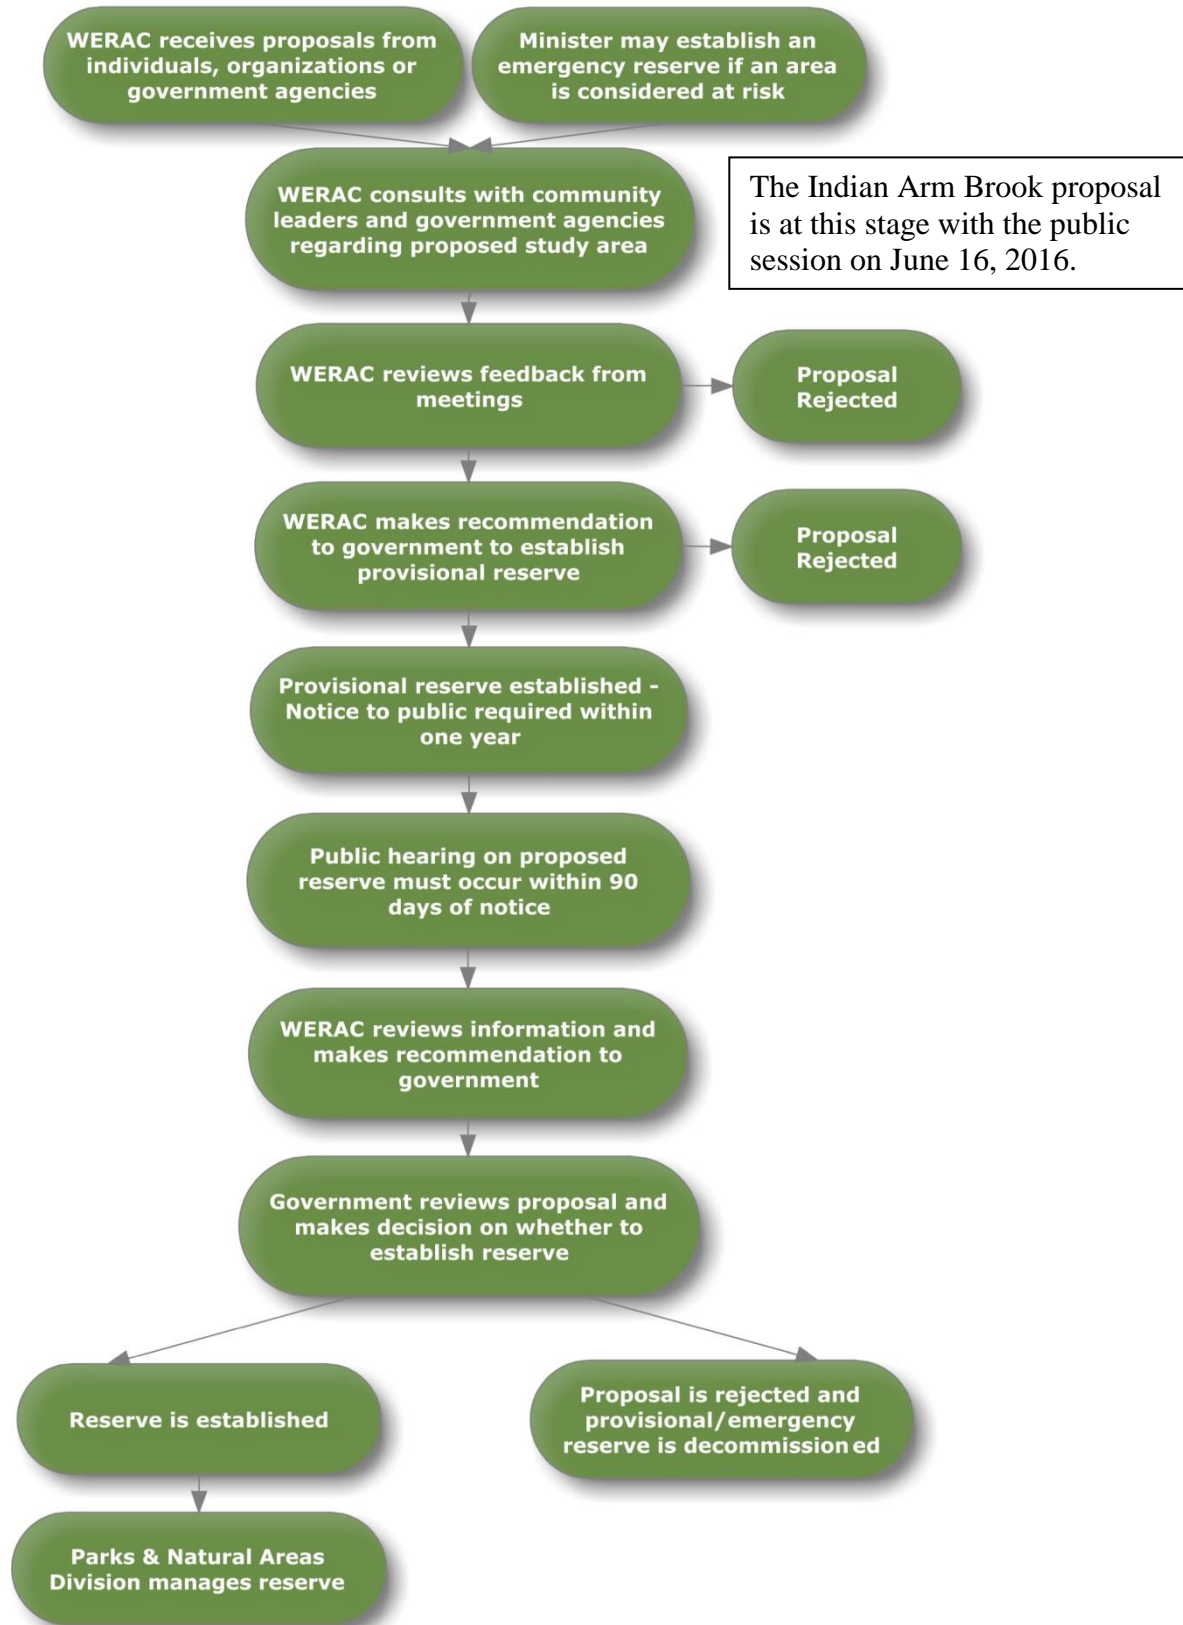 WERAC receives proposals from
individuals, organizations or
government agencies
Minister may establish an
emergency reserve if an area
is considered at risk
WERAC consults with community
leaders and government agencies
regarding proposed study area
The Indian Arm Brook proposal
is at this stage with the public
session on June 16, 2016.
WERAC reviews feedback from
meetings
Proposal
Rejected
WERAC makes recommendation
to government to establish
provisional reserve
Proposal
Rejected
Provisional reserve established -
Notice to public required within
one year
Public hearing on proposed
reserve must occur within 90
days of notice
WERAC reviews information and
makes recommendation to
government
Government reviews proposal and
makes decision on whether to
establish reserve
Reserve is established
Proposal is rejected and
provisional/emergency
reserve is decommissioned
Parks & Natural Areas
Division manages reserve